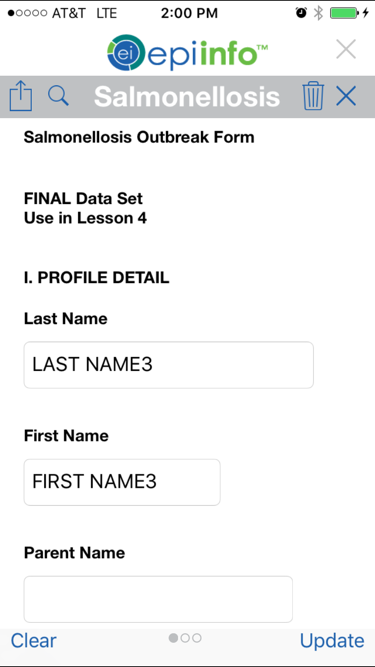 AT&T LTE 2:00 PM
ei epiinfo™
Salmonellosis
Salmonellosis Outbreak Form
FINAL Data Set
Use in Lesson 4
I. PROFILE DETAIL
Last Name
LAST NAME3
First Name
FIRST NAME3
Parent Name
Clear Update